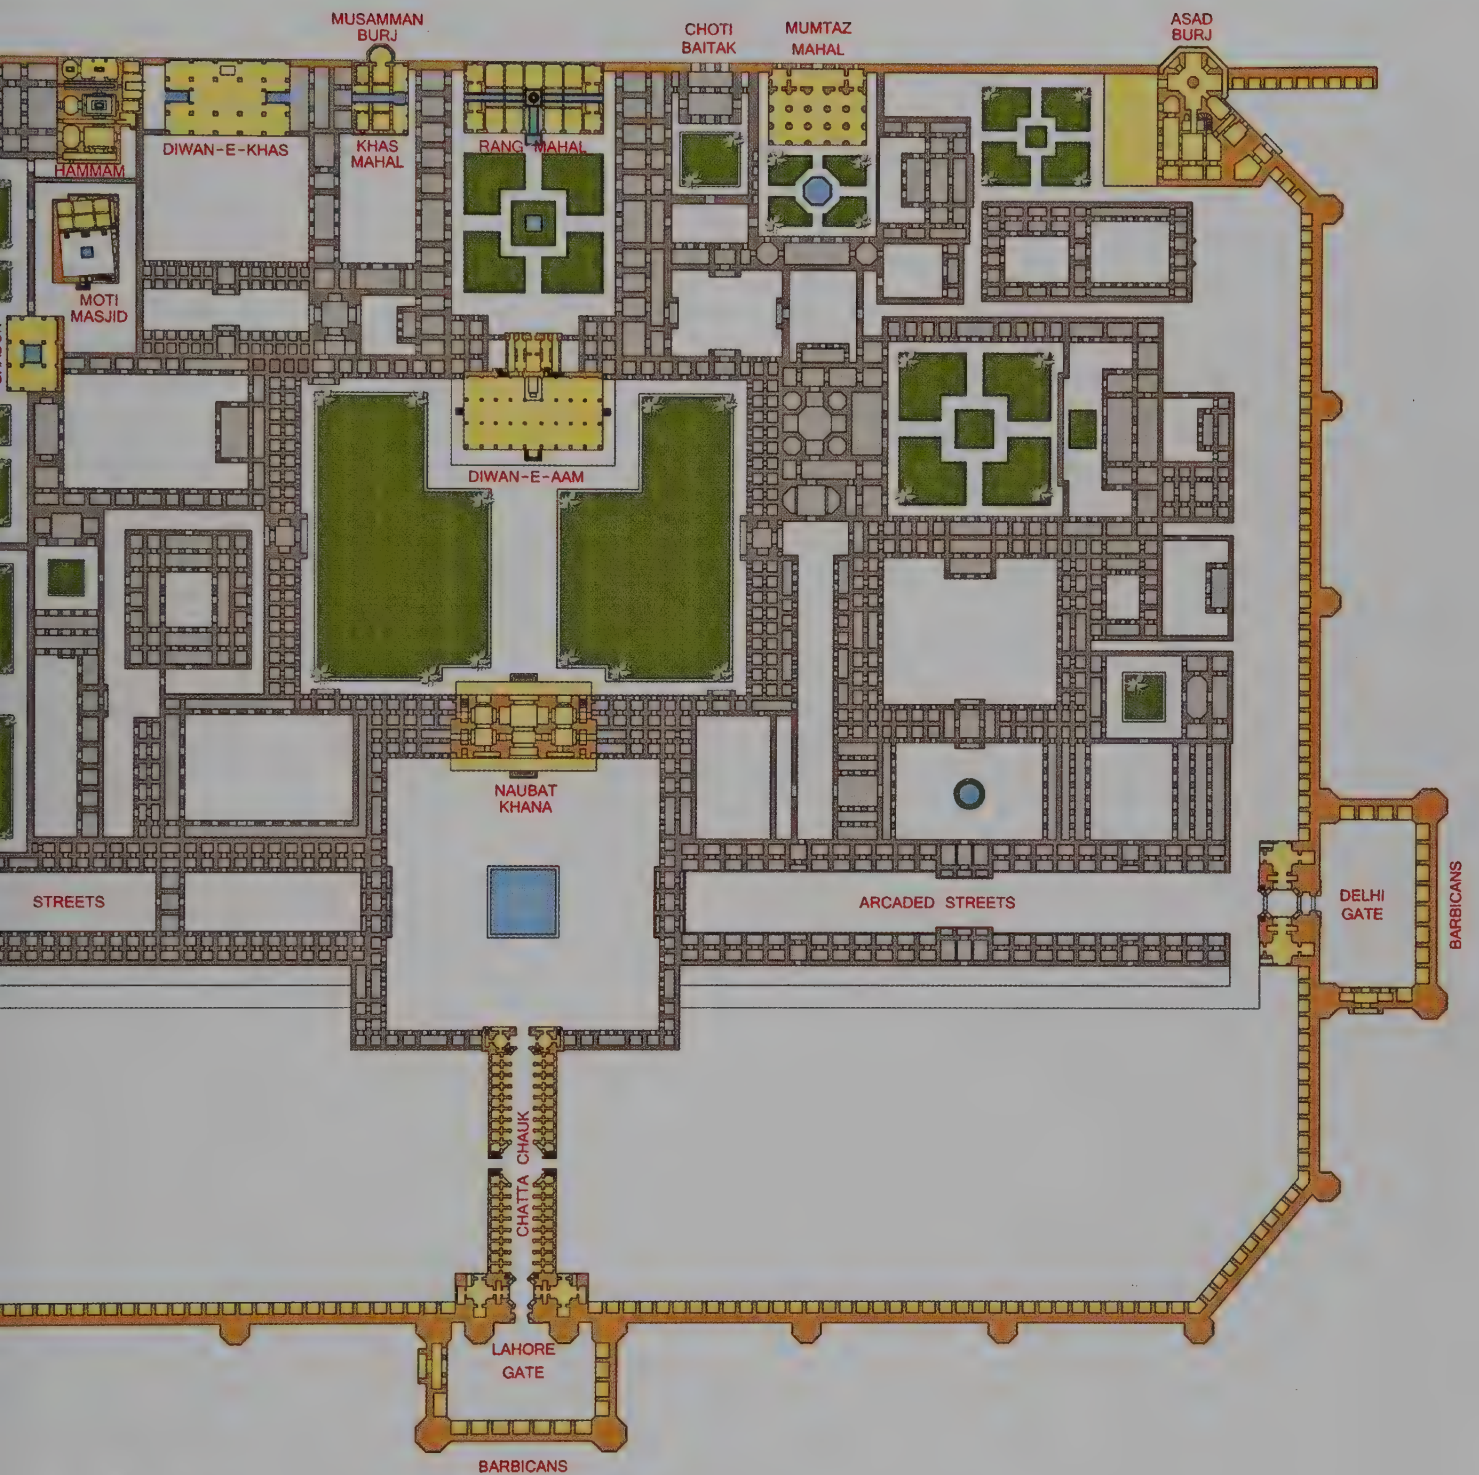 MUSAMMAN
BURJ
CHOTI
BAITAK
MUMTAZ
MAHAL
ASAD
BURJ
HAMMAM
DIWAN-E-KHAS
KHAS
MAHAL
RANG MAHAL
MOTI
MASJID
DIWAN-E-AAM
NAUBAT
KHANA
STREETS
ARCADED STREETS
DELHI
GATE
BARBICANS
CHATTA CHAUK
LAHORE
GATE
BARBICANS